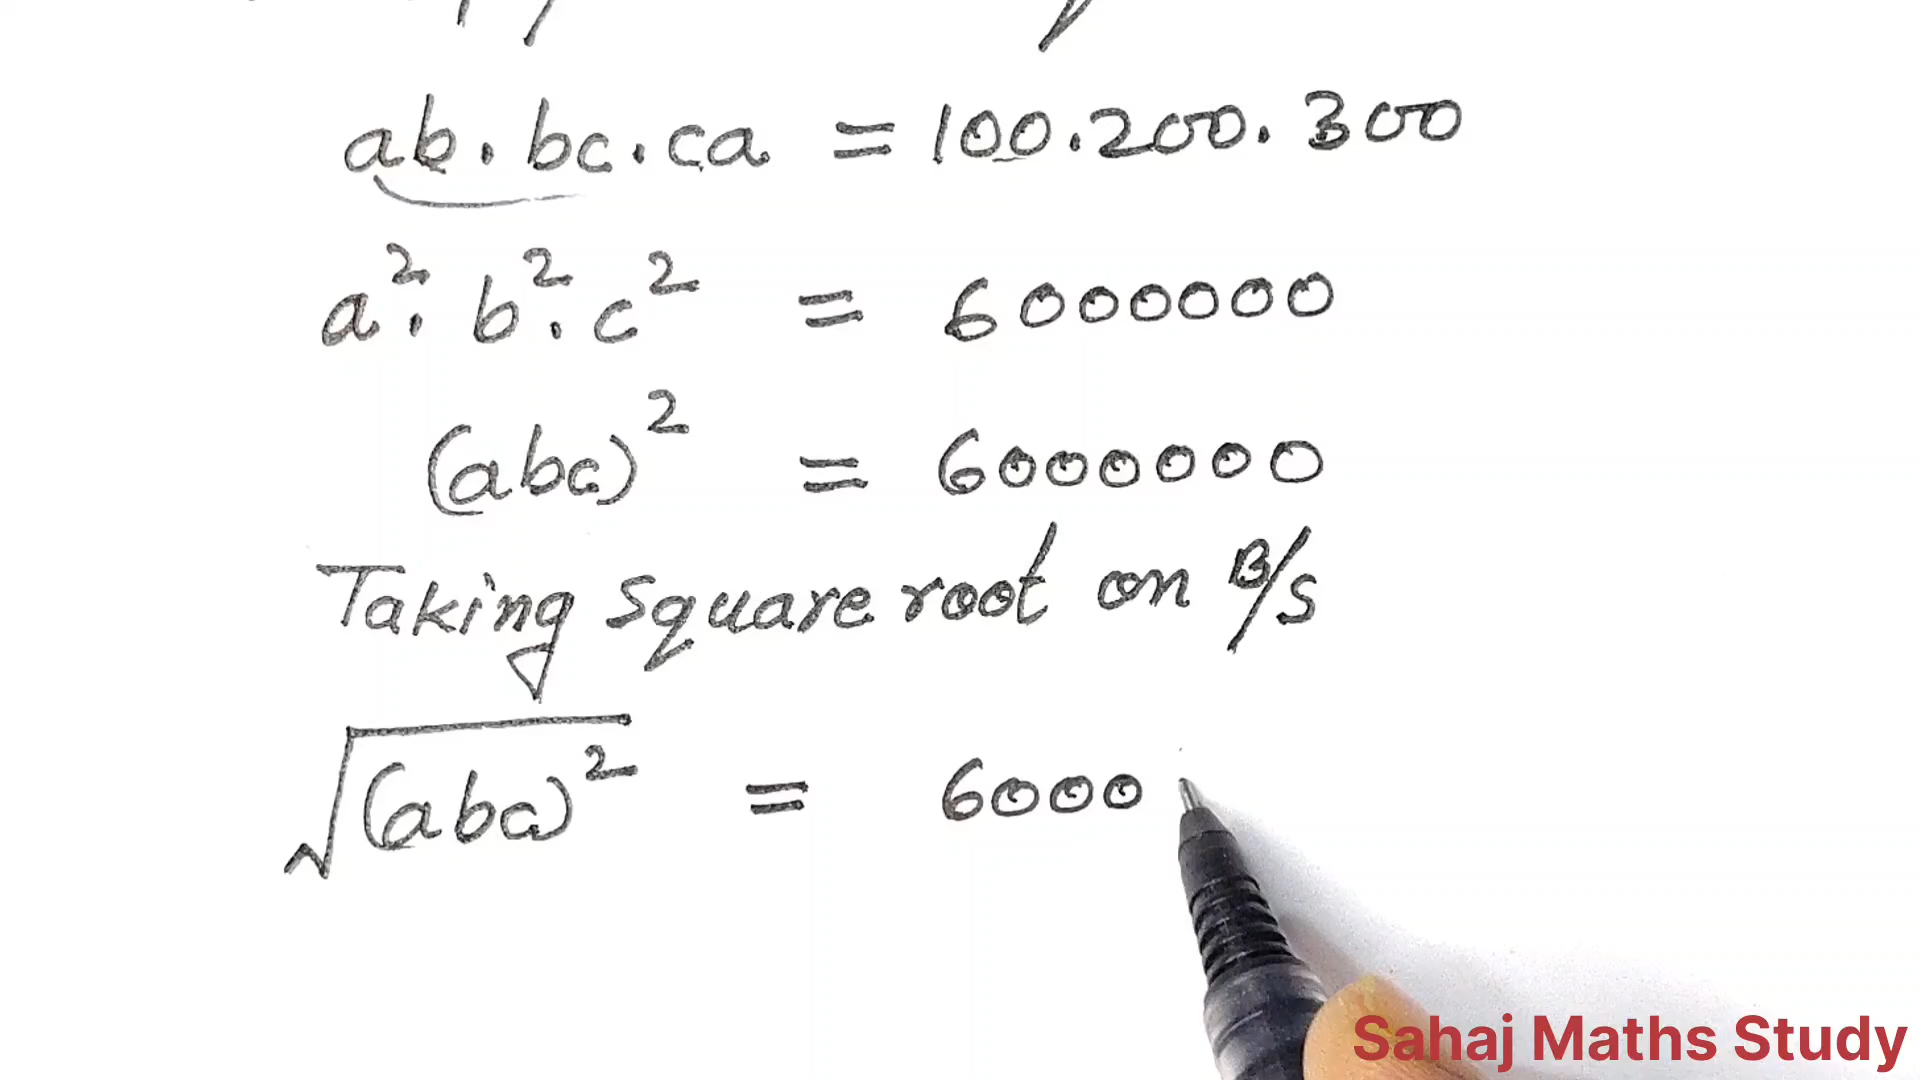 ab.bc.ca = 100.200.300
a².b².c² = 6000000
(abc)² = 6000000
Taking square root on B/s
√(abc)² = 6000
Sahaj Maths Study